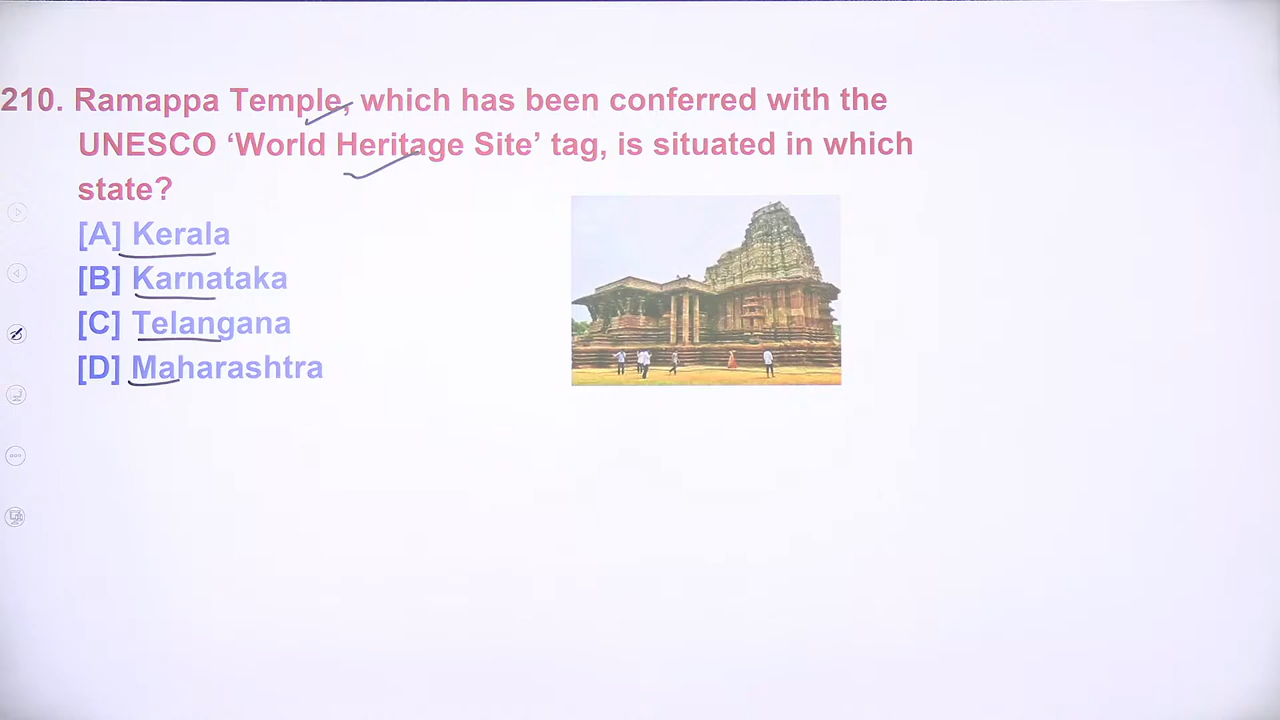 210. Ramappa Temple, which has been conferred with the
UNESCO ‘World Heritage Site’ tag, is situated in which
state?
[A] Kerala
[B] Karnataka
[C] Telangana
[D] Maharashtra